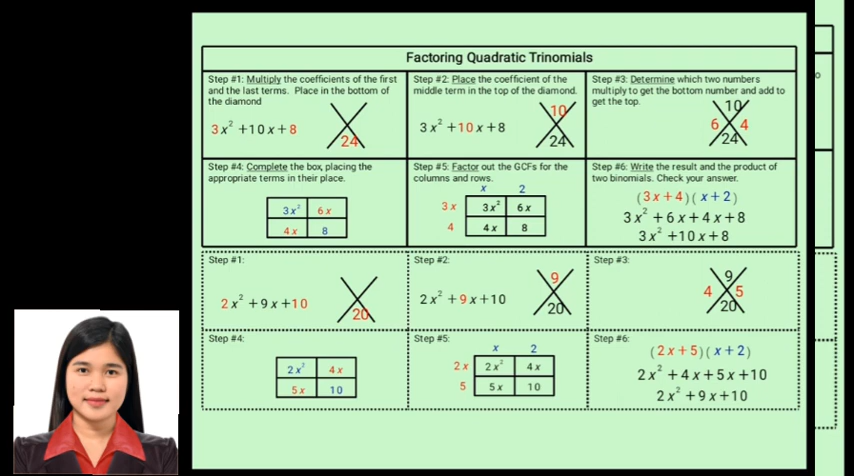 Factoring Quadratic Trinomials
Step #1: Multiply the coefficients of the first
and the last terms. Place in the bottom of
the diamond
3x² +10x+8
24
Step #2: Place the coefficient of the
middle term in the top of the diamond.
3x² +10x+8
10
24
Step #3: Determine which two numbers
multiply to get the bottom number and add to
get the top.
10
6 4
24
Step #4: Complete the box, placing the
appropriate terms in their place.
3x² 6x
4x 8
Step #5: Factor out the GCFs for the
columns and rows.
x 2
3x 3x² 6x
4 4x 8
Step #6: Write the result and the product of
two binomials. Check your answer.
(3x+4)(x+2)
3x² +6x+4x+8
3x² +10x+8
Step #1:
2x² +9x+10
20
Step #2:
2x² +9x+10
9
20
Step #3:
9
4 5
20
Step #4:
2x² 4x
5x 10
Step #5:
x 2
2x 2x² 4x
5 5x 10
Step #6:
(2x+5)(x+2)
2x² +4x+5x+10
2x² +9x+10
o